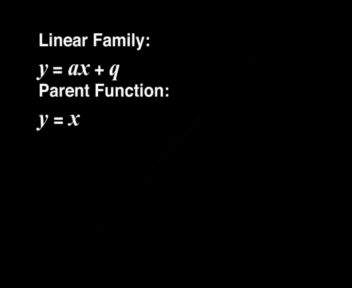 Linear Family:
y = ax + q
Parent Function:
y = x